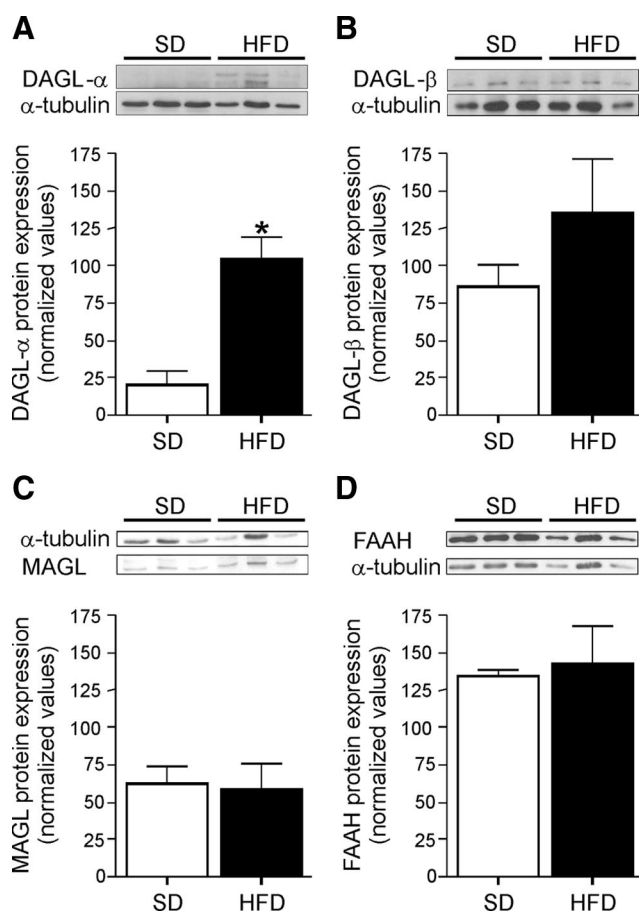 A
SD HFD
DAGL-α
α-tubulin
DAGL-α protein expression
(normalized values)
175
150
125
100
75
50
25
0
*
SD HFD
B
SD HFD
DAGL-β
α-tubulin
DAGL-β protein expression
(normalized values)
175
150
125
100
75
50
25
0
SD HFD
C
SD HFD
α-tubulin
MAGL
MAGL protein expression
(normalized values)
175
150
125
100
75
50
25
0
SD HFD
D
SD HFD
FAAH
α-tubulin
FAAH protein expression
(normalized values)
175
150
125
100
75
50
25
0
SD HFD